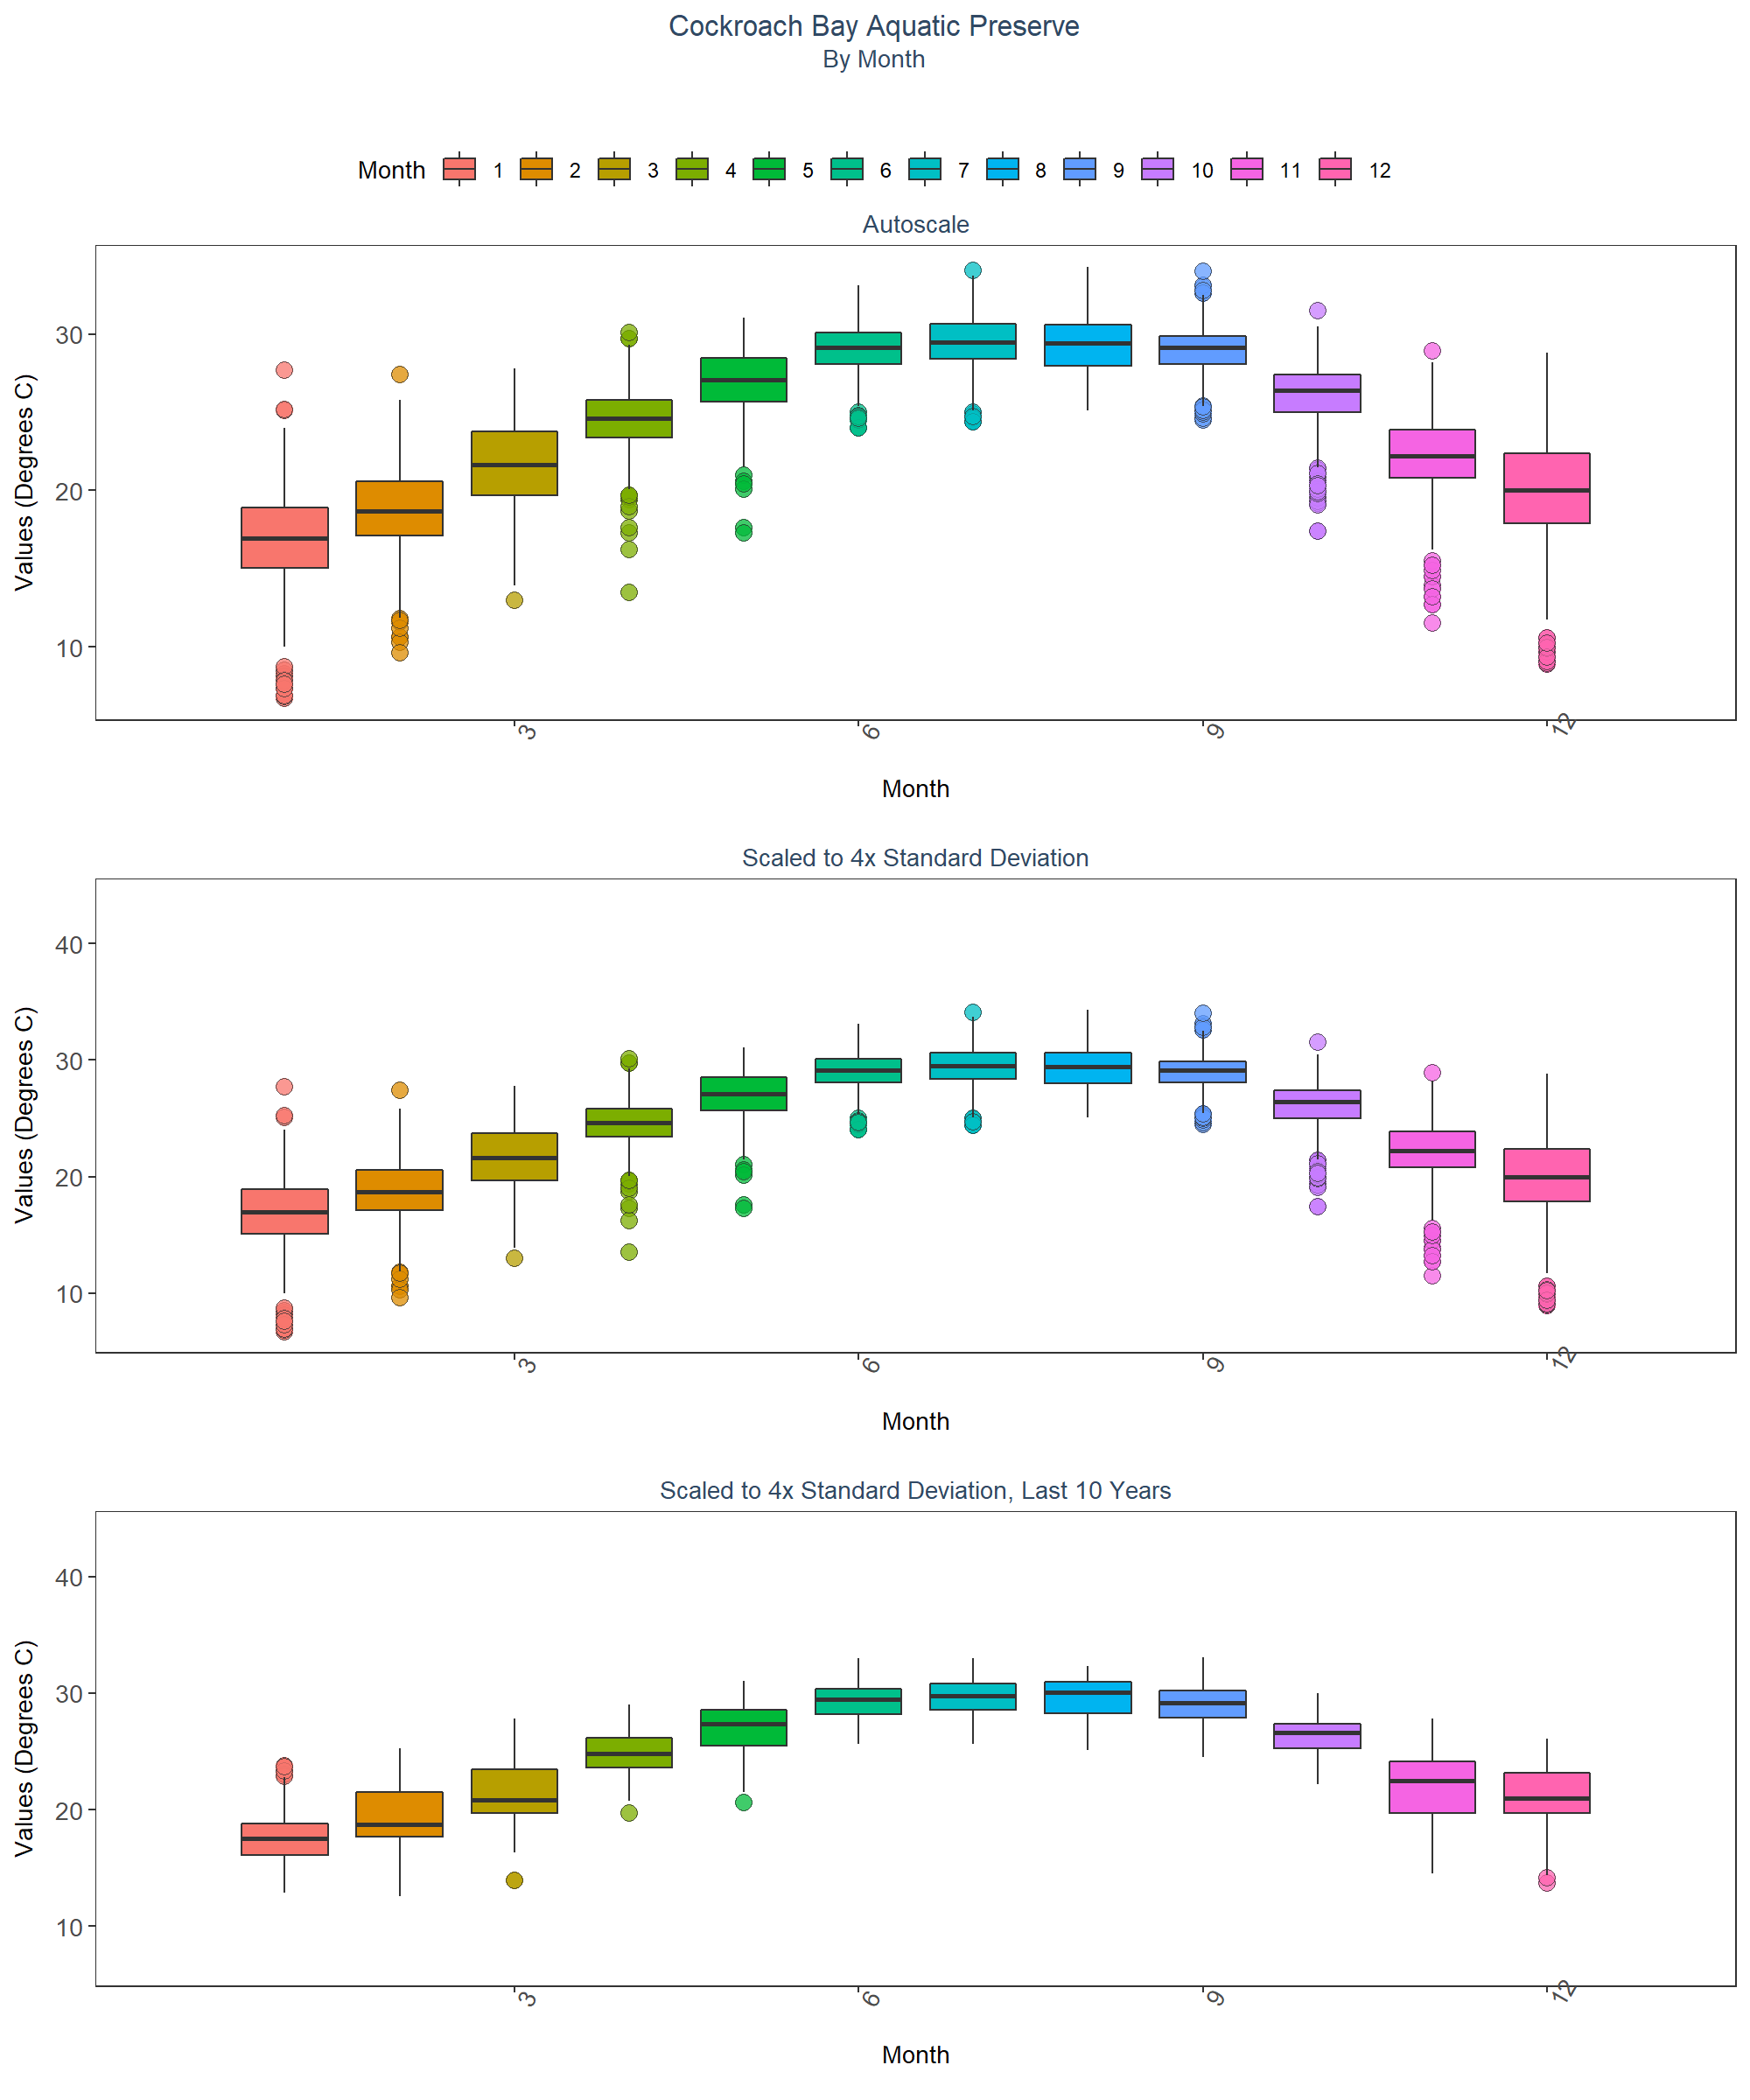 Cockroach Bay Aquatic Preserve
By Month
Month 1 2 3 4 5 6 7 8 9 10 11 12
Autoscale
Values (Degrees C)
30
20
10
3 6 9 12
Month
Scaled to 4x Standard Deviation
Values (Degrees C)
40
30
20
10
3 6 9 12
Month
Scaled to 4x Standard Deviation, Last 10 Years
Values (Degrees C)
40
30
20
10
3 6 9 12
Month